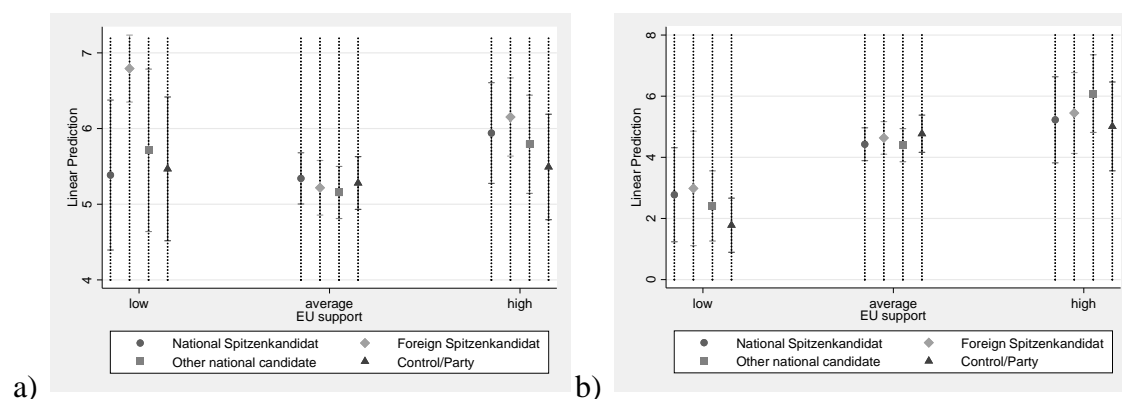 7
6
5
4
Linear Prediction
low average high
EU support
National Spitzenkandidat Foreign Spitzenkandidat
Other national candidate Control/Party
a)
8
6
4
2
0
Linear Prediction
low average high
EU support
National Spitzenkandidat Foreign Spitzenkandidat
Other national candidate Control/Party
b)